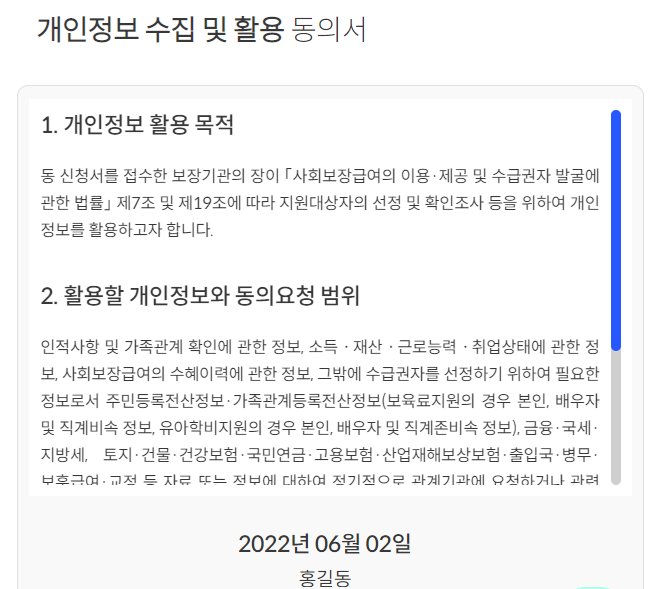 개인정보 수집 및 활용 동의서
1. 개인정보 활용 목적
동 신청서를 접수한 보장기관의 장이 ｢사회보장급여의 이용·제공 및 수급권자 발굴에
관한 법률｣ 제7조 및 제19조에 따라 지원대상자의 선정 및 확인조사 등을 위하여 개인
정보를 활용하고자 합니다.
2. 활용할 개인정보와 동의요청 범위
인적사항 및 가족관계 확인에 관한 정보, 소득ㆍ재산ㆍ근로능력ㆍ취업상태에 관한 정
보, 사회보장급여의 수혜이력에 관한 정보, 그밖에 수급권자를 선정하기 위하여 필요한
정보로서 주민등록전산정보·가족관계등록전산정보(보육료지원의 경우 본인, 배우자
및 직계비속 정보, 유아학비지원의 경우 본인, 배우자 및 직계존비속 정보), 금융·국세·
지방세, 토지·건물·건강보험·국민연금·고용보험·산업재해보상보험·출입국·병무·
보훈급여·교정 등 자료 또는 정보에 대하여 정기적으로 관계기관에 요청하거나 관련
2022년 06월 02일
홍길동